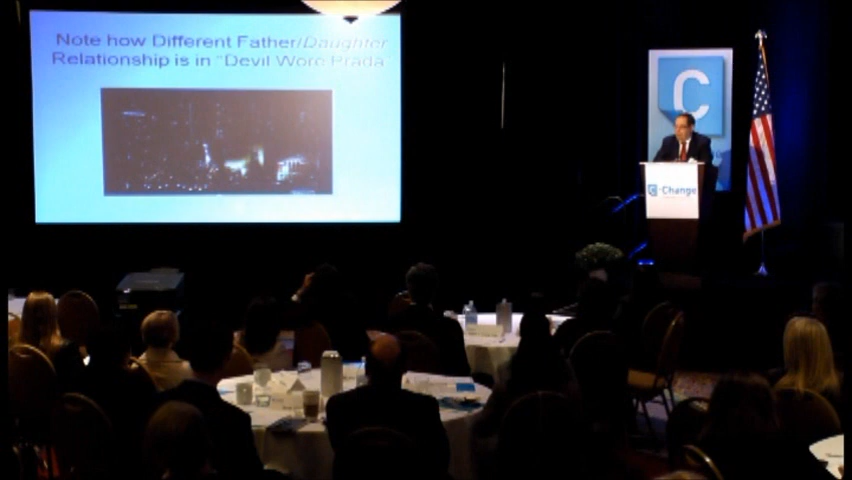 Note how Different Father/Daughter
Relationship is in "Devil Wore Prada"
C
C-Change